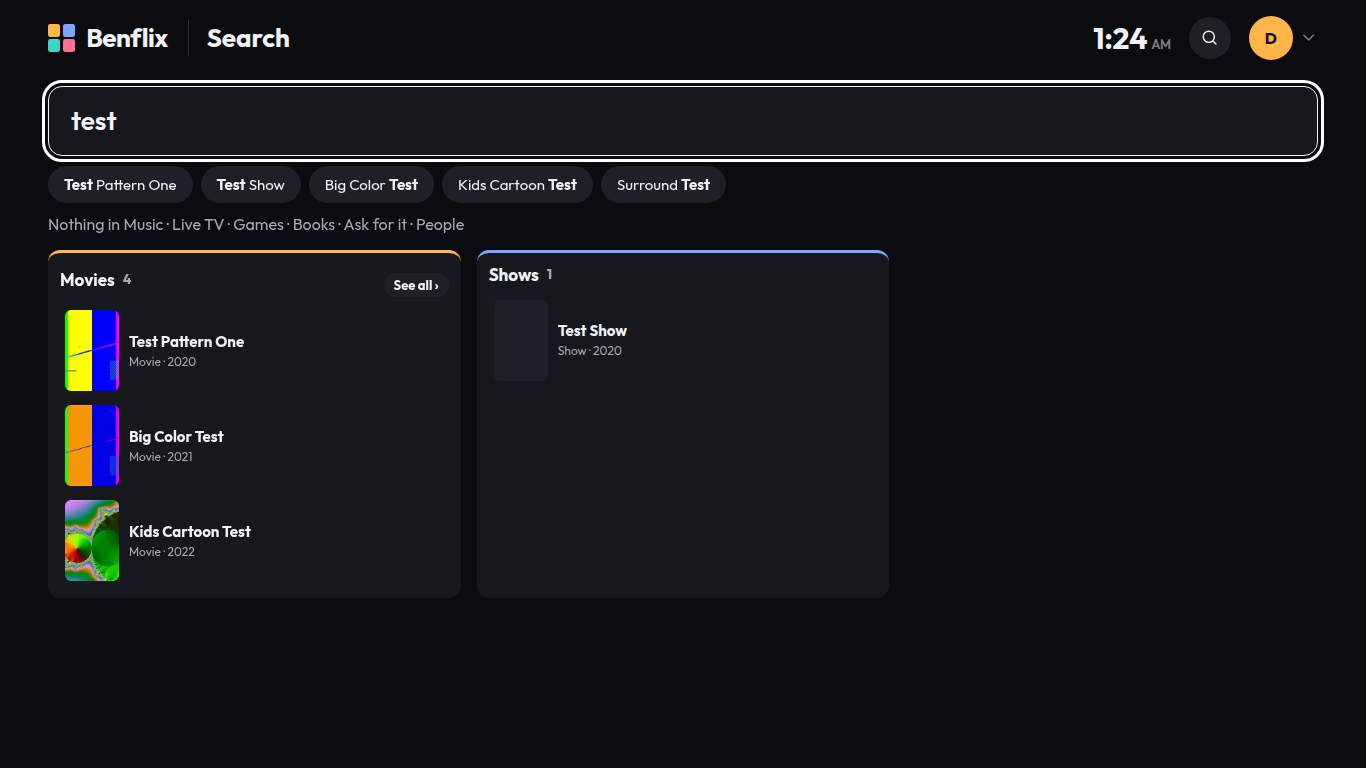 Benflix Search 1:24 AM D
test
Test Pattern One Test Show Big Color Test Kids Cartoon Test Surround Test
Nothing in Music · Live TV · Games · Books · Ask for it · People
Movies 4 See all ›
Test Pattern One
Movie · 2020
Big Color Test
Movie · 2021
Kids Cartoon Test
Movie · 2022
Shows 1
Test Show
Show · 2020